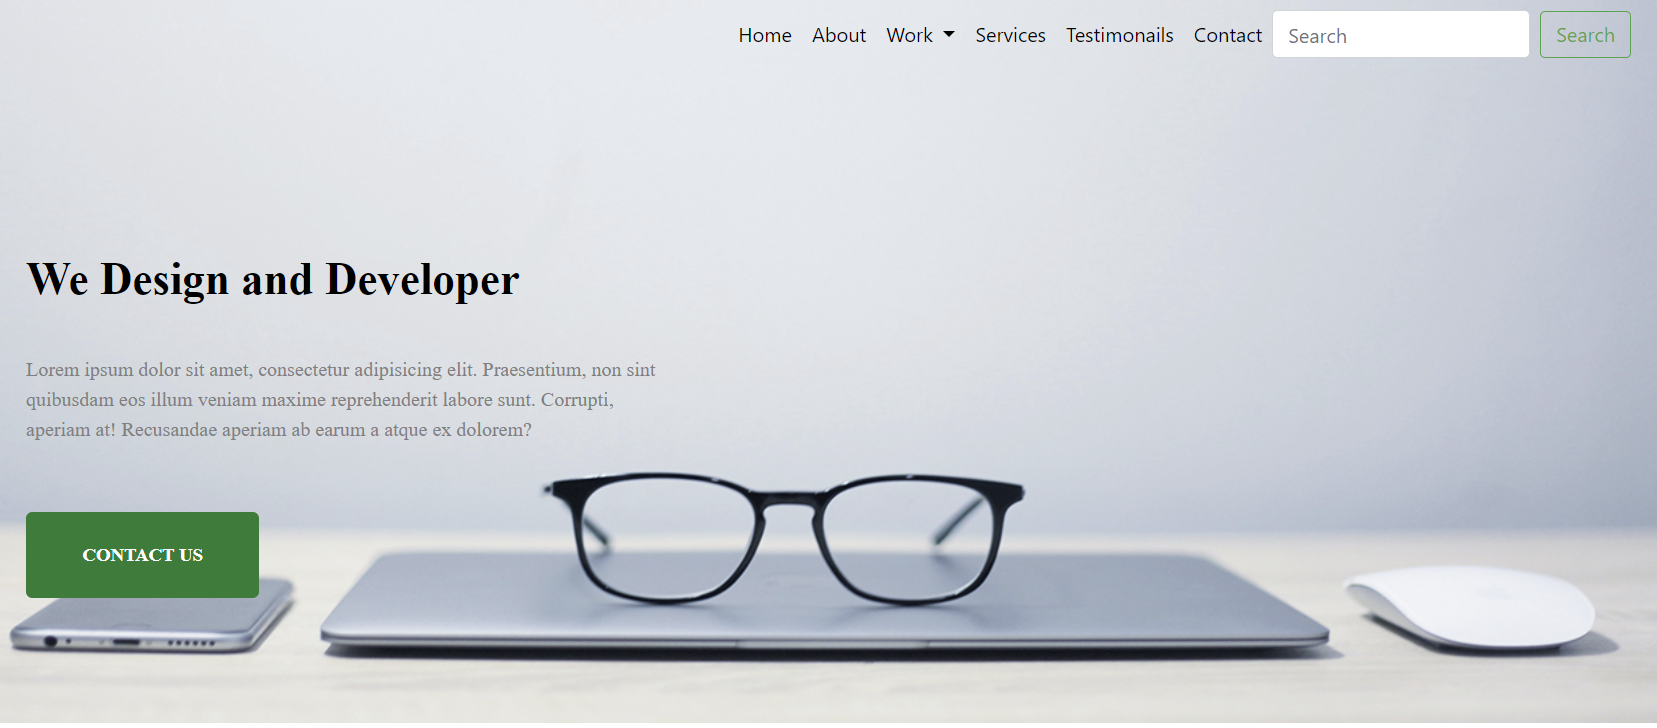 Home About Work Services Testimonails Contact Search Search
We Design and Developer
Lorem ipsum dolor sit amet, consectetur adipisicing elit. Praesentium, non sint
quibusdam eos illum veniam maxime reprehenderit labore sunt. Corrupti,
aperiam at! Recusandae aperiam ab earum a atque ex dolorem?
CONTACT US